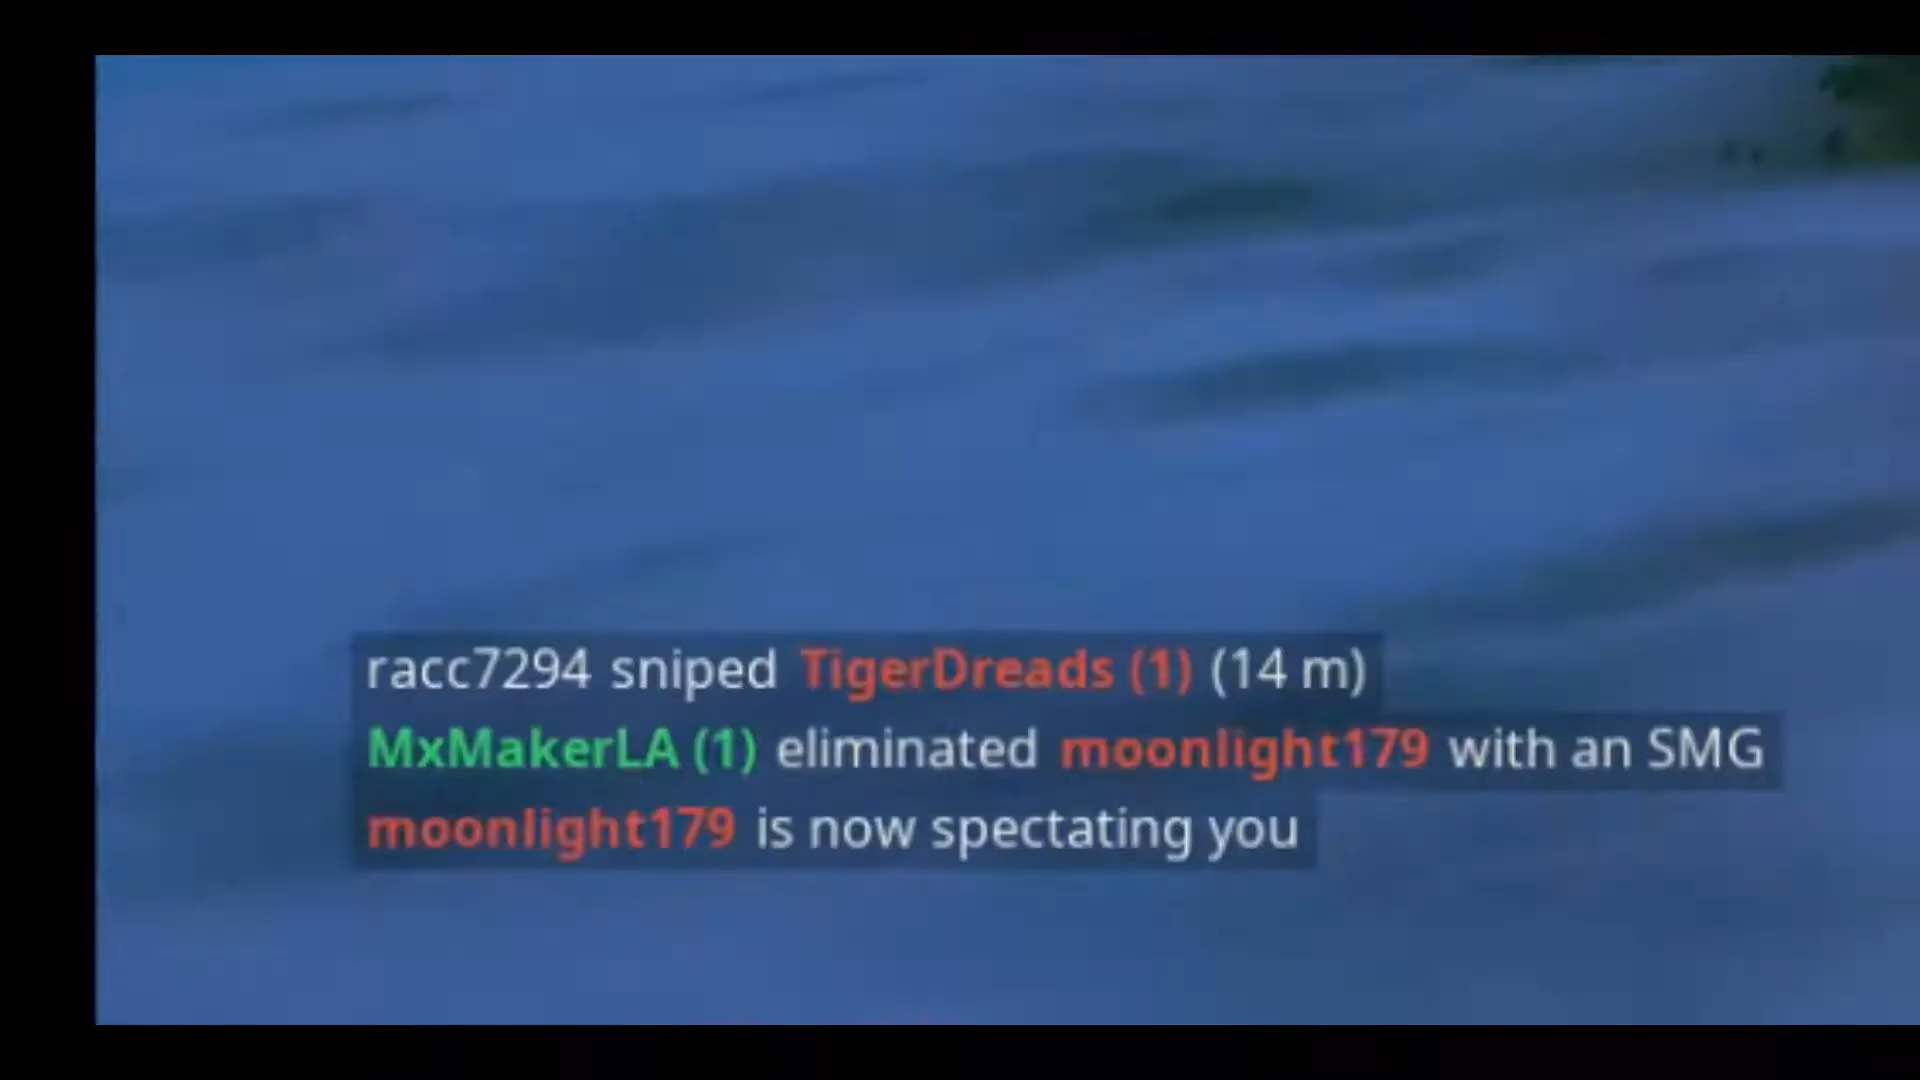 racc7294 sniped TigerDreads (1) (14 m)
MxMakerLA (1) eliminated moonlight179 with an SMG
moonlight179 is now spectating you